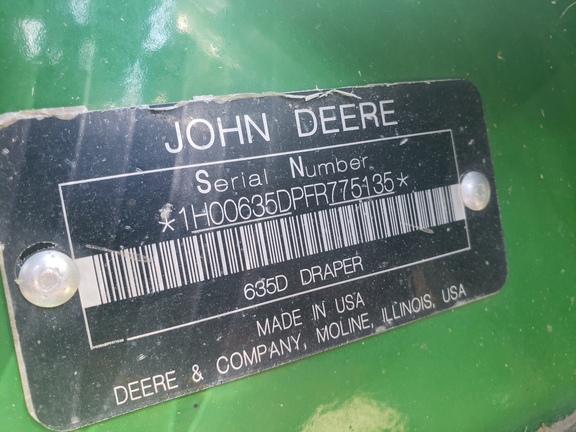 JOHN DEERE
Serial Number
*1H00635DPFR775135*
635D DRAPER
MADE IN USA
DEERE & COMPANY, MOLINE, ILLINOIS, USA